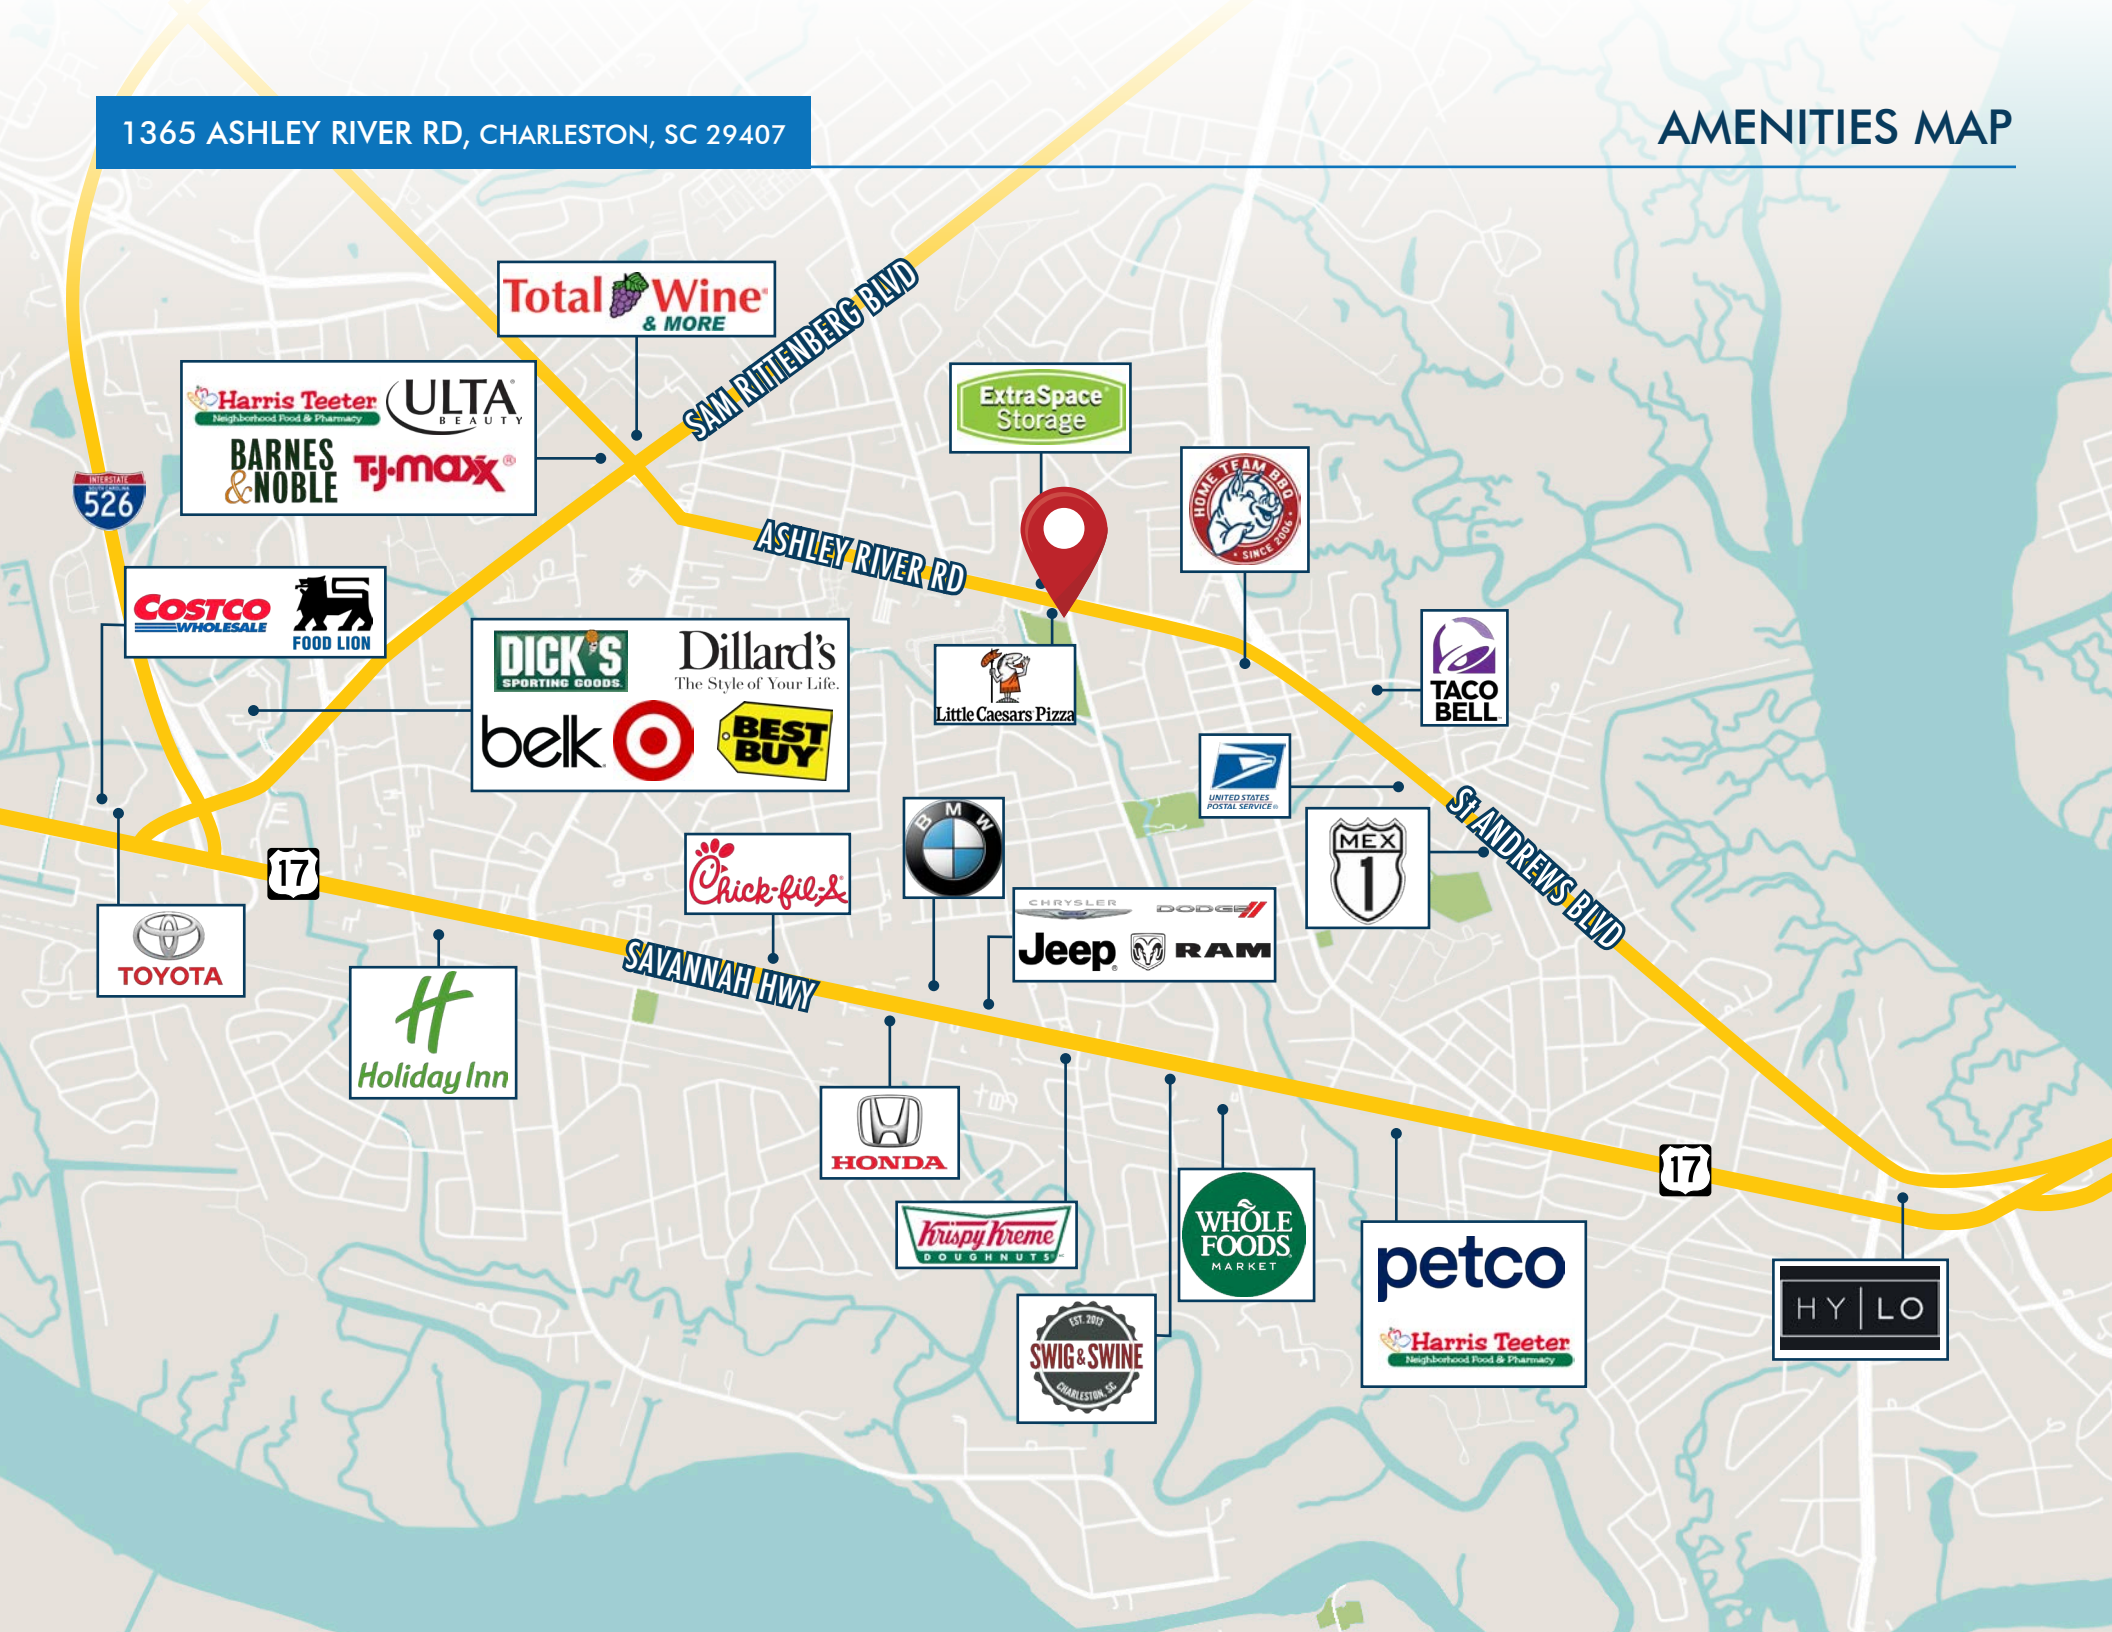 1365 ASHLEY RIVER RD, CHARLESTON, SC 29407
AMENITIES MAP
Total Wine
& MORE
SAM RITTENBERG BLVD
Harris Teeter
Neighborhood Food & Pharmacy
ULTA
BEAUTY
BARNES
&NOBLE
T·J·maxx®
INTERSTATE
SOUTH CAROLINA
526
ExtraSpace
Storage
HOME TEAM BBQ
• SINCE 2006 •
ASHLEY RIVER RD
COSTCO
WHOLESALE
FOOD LION
DICK'S
SPORTING GOODS
Dillard's
The Style of Your Life.
belk
BEST
BUY
Little Caesars Pizza
TACO
BELL
UNITED STATES
POSTAL SERVICE®
MEX
1
St ANDREWS BLVD
BMW
Chick-fil-A
17
CHRYSLER
DODGE
Jeep®
RAM
TOYOTA
SAVANNAH HWY
Holiday Inn
HONDA
17
Krispy Kreme
DOUGHNUTS
WHOLE
FOODS
MARKET
petco
Harris Teeter
Neighborhood Food & Pharmacy
HY|LO
EST. 2013
SWIG & SWINE
CHARLESTON, SC